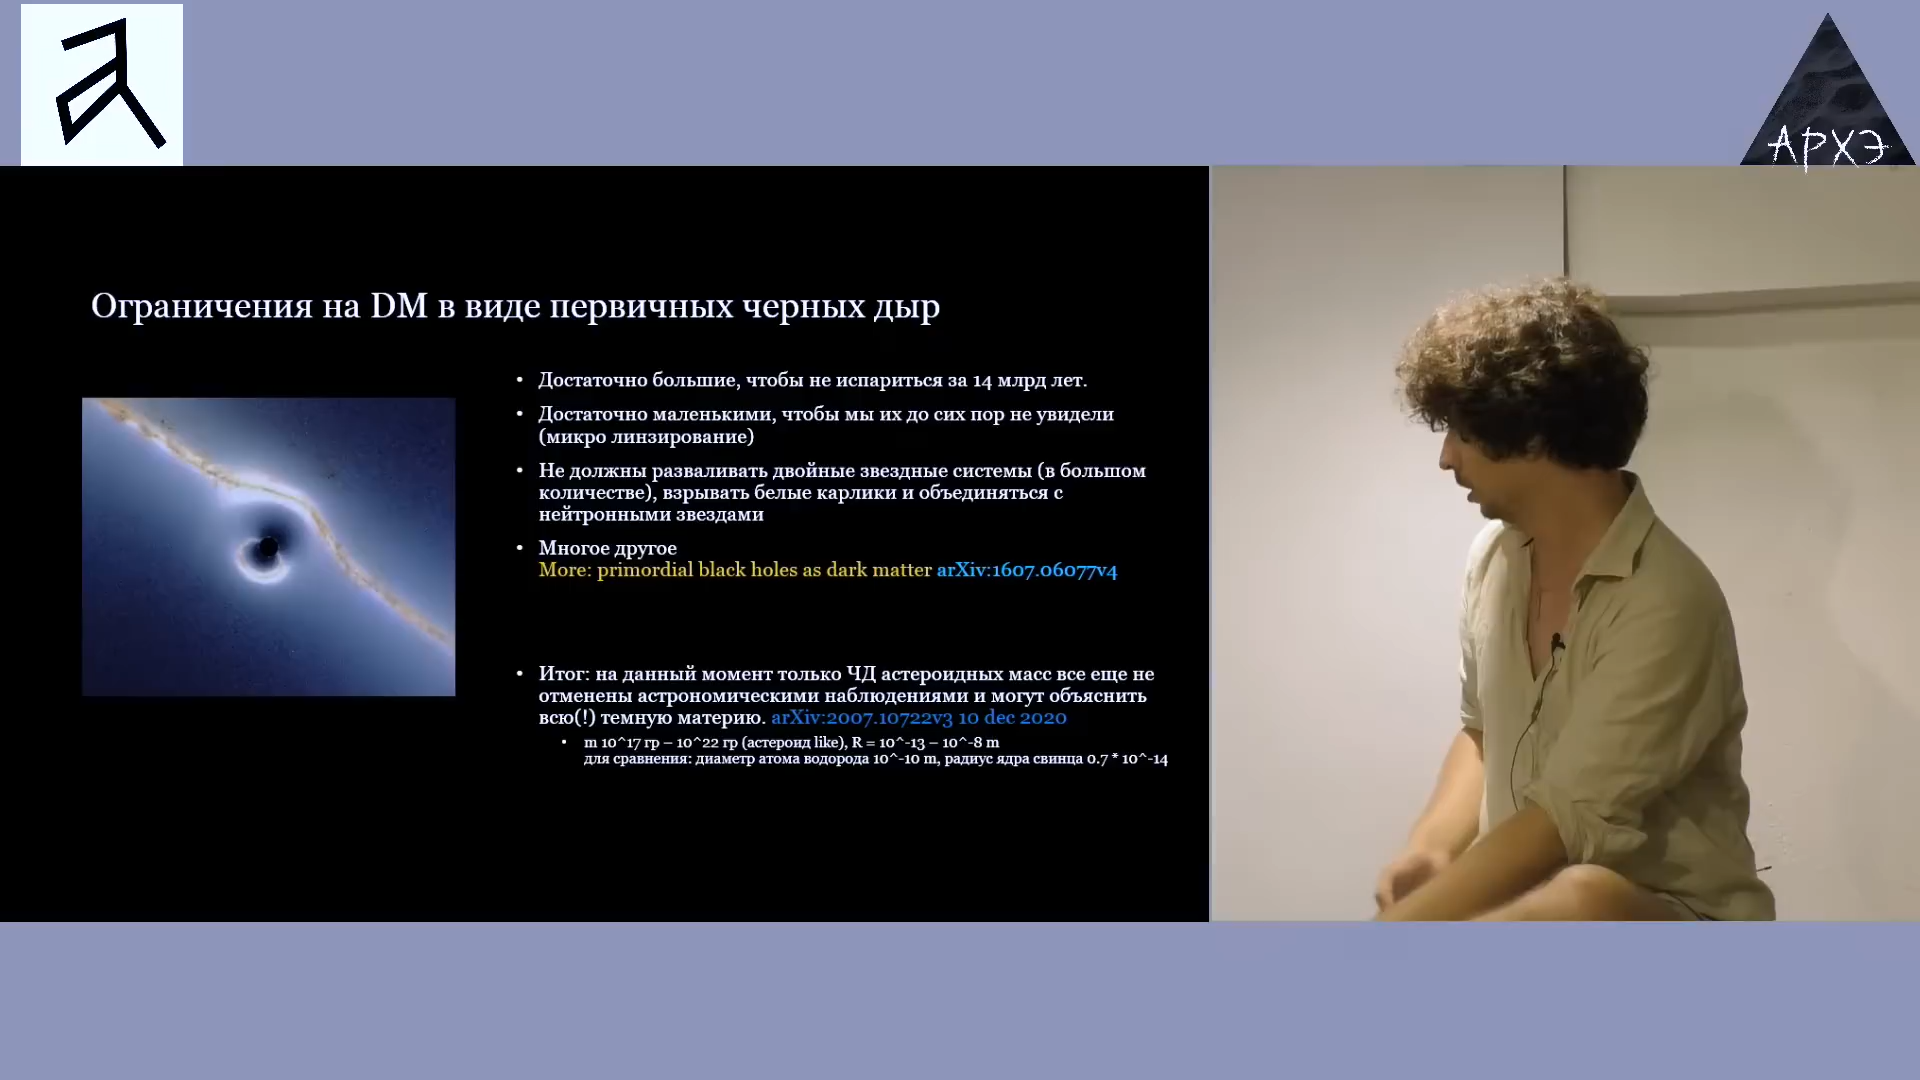 АРХЭ
Ограничения на DM в виде первичных черных дыр
• Достаточно большие, чтобы не испариться за 14 млрд лет.
• Достаточно маленькими, чтобы мы их до сих пор не увидели
(микро линзирование)
• Не должны разваливать двойные звездные системы (в большом
количестве), взрывать белые карлики и объединяться с
нейтронными звездами
• Многое другое
More: primordial black holes as dark matter arXiv:1607.06077v4
• Итог: на данный момент только ЧД астероидных масс все еще не
отменены астрономическими наблюдениями и могут объяснить
всю(!) темную материю. arXiv:2007.10722v3 10 dec 2020
• m 10^17 гр – 10^22 гр (астероид like), R = 10^-13 – 10^-8 m
для сравнения: диаметр атома водорода 10^-10 m, радиус ядра свинца 0.7 * 10^-14